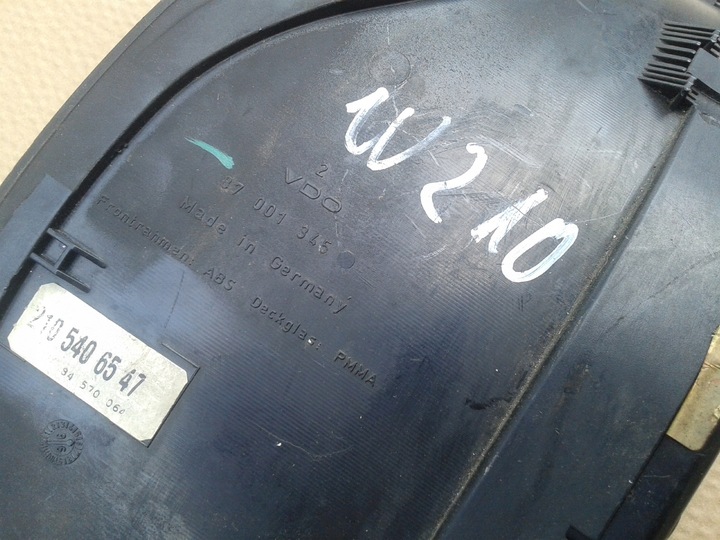 W210
2
VDO
87 001 345
Made in Germany
Frontrahmen: ABS Deckglas: PMMA
210 540 65 47
94 570 06